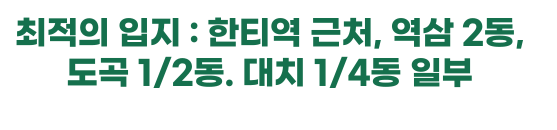 최적의 입지 : 한티역 근처, 역삼 2동,
도곡 1/2동. 대치 1/4동 일부